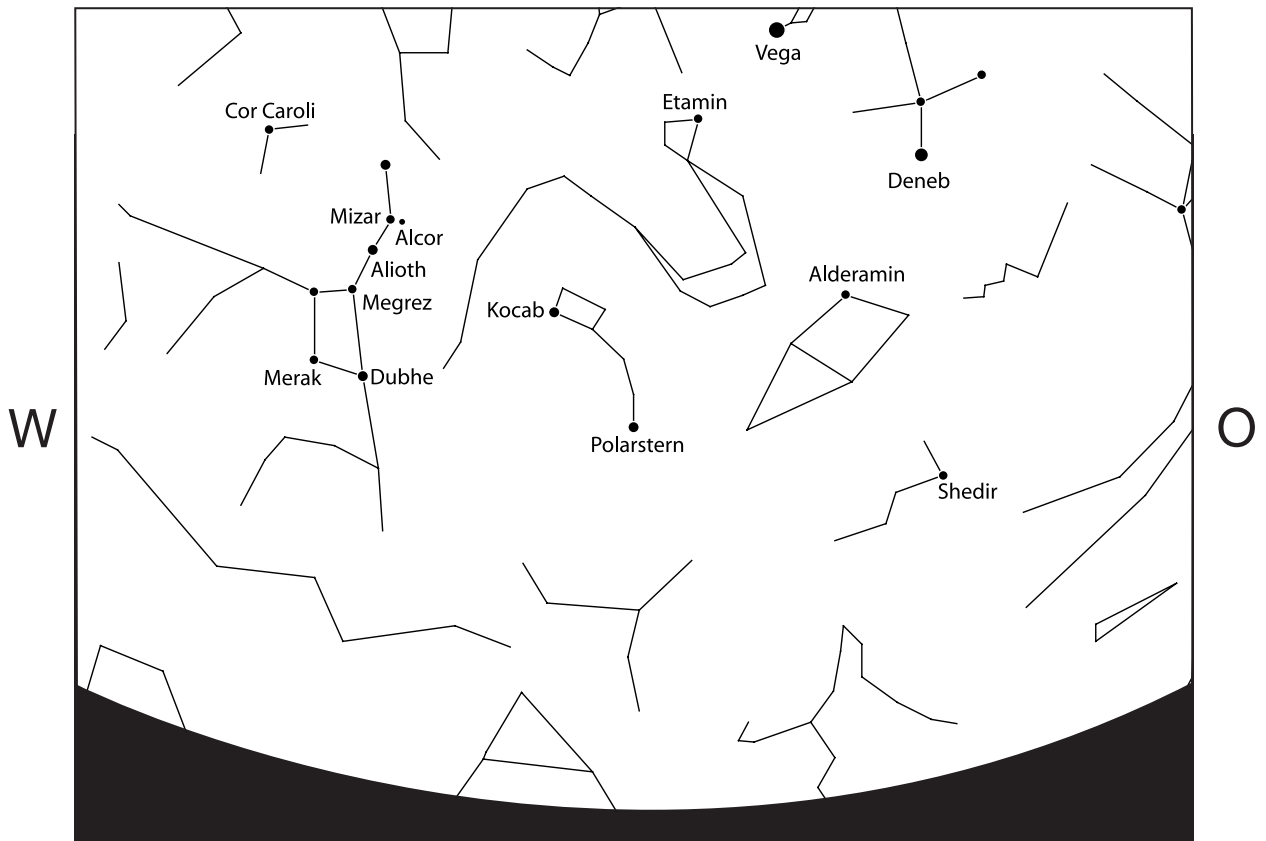 Vega
Etamin
Cor Caroli
Deneb
Mizar
Alcor
Alioth
Alderamin
Megrez
Kocab
Merak
Dubhe
W
O
Polarstern
Shedir